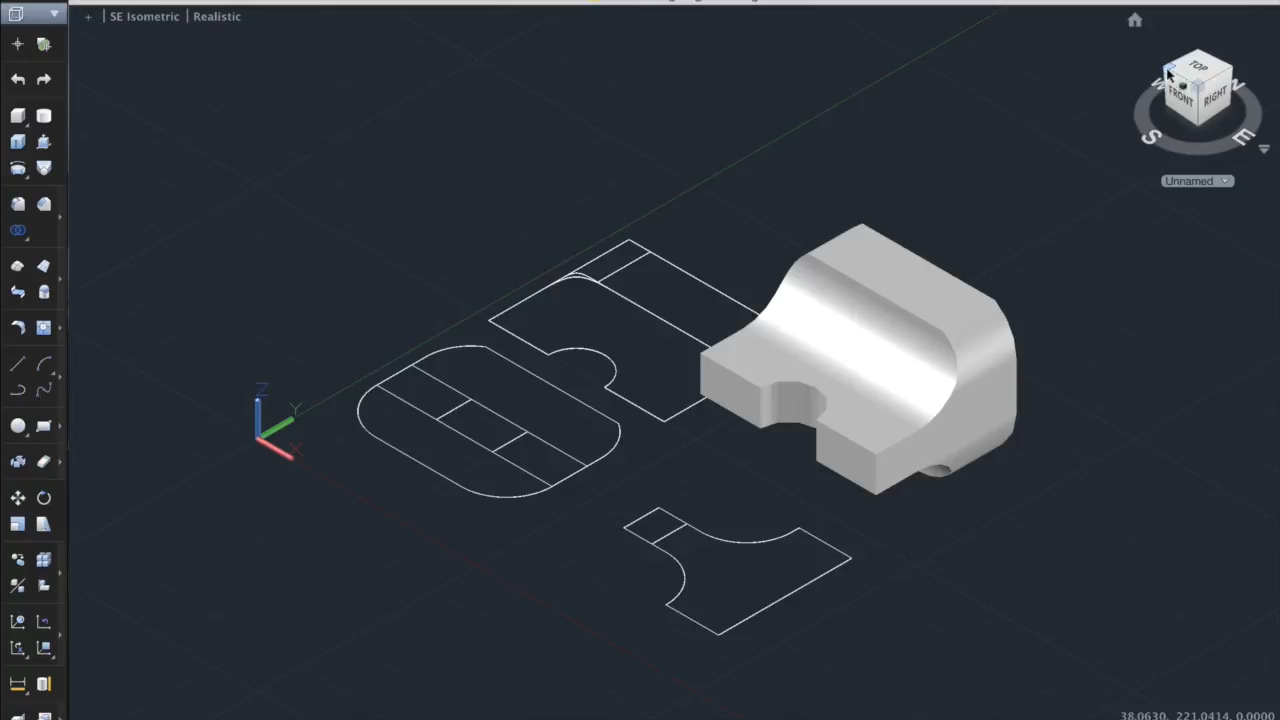 + | SE Isometric | Realistic
TOP
FRONT
RIGHT
W
N
S
E
Unnamed
Z
Y
X
38.0630, 221.0414, 0.0000